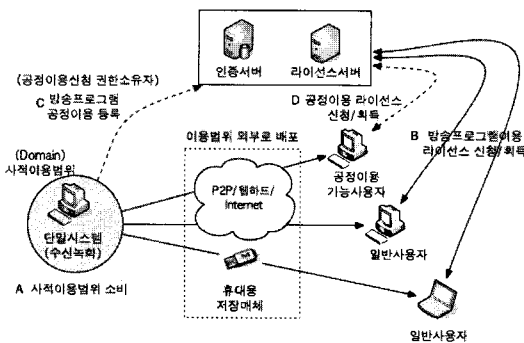 인증서버
라이선스서버
(공정이용신청 권한소유자)
C 방송프로그램
공정이용 등록
D 공정이용 라이선스
신청/획득
이용범위 외부로 배포
B 방송프로그램이용
라이선스 신청/획득
(Domain)
사적이용범위
P2P/웹하드/
Internet
공정이용
기능사용자
단말시스템
(수신녹화)
일반사용자
A 사적이용범위 소비
휴대용
저장매체
일반사용자